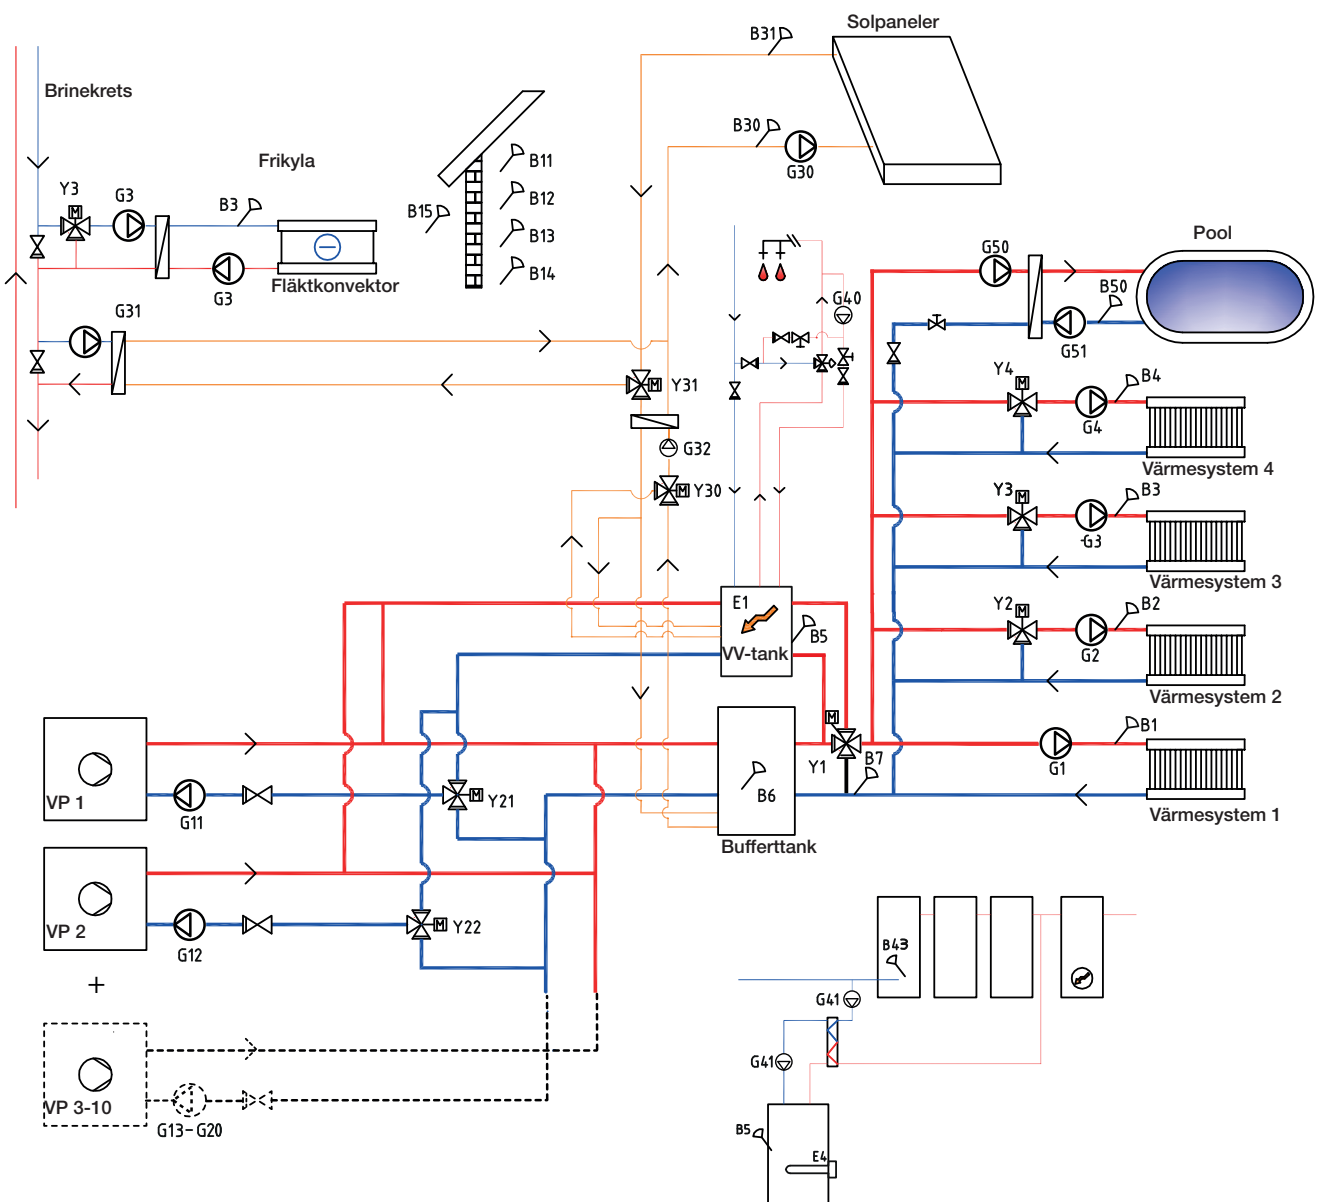 Solpaneler
B31
Brinekrets
B30
G30
Frikyla
B11
B12
B13
B14
B15
Y3
G3
B3
G3
Fläktkonvektor
G31
Pool
G50
B50
G51
G40
Y31
G32
Y30
Y4
B4
G4
Värmesystem 4
Y3
B3
G3
Värmesystem 3
Y2
B2
G2
Värmesystem 2
E1
B5
VV-tank
M
Y1
B7
B1
G1
Värmesystem 1
B6
Bufferttank
VP 1
G11
M
Y21
VP 2
G12
M
Y22
+
VP 3-10
G13-G20
B43
G41
G41
B5
E4
M
M
M
M
M
M